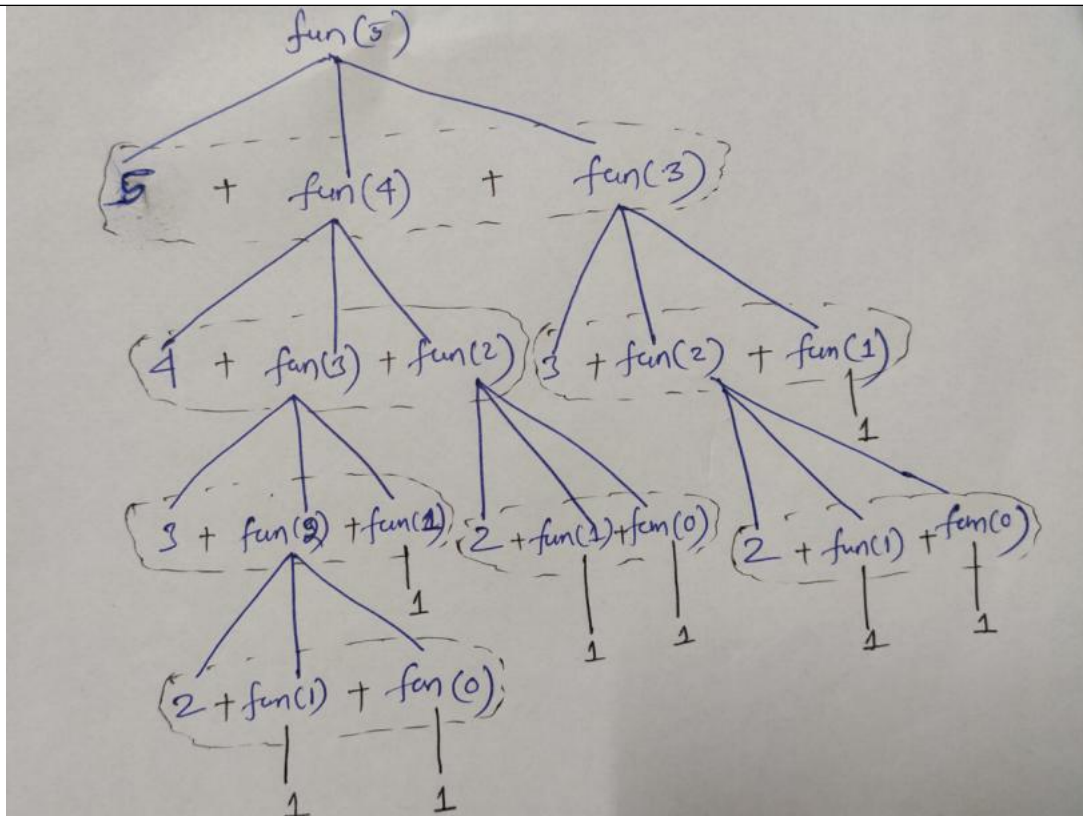 fun(5)
5 + fun(4) + fun(3)
4 + fun(3) + fun(2) 3 + fun(2) + fun(1)
1
3 + fun(2) + fun(1) 2 + fun(1) + fun(0) 2 + fun(1) + fun(0)
1 1 1 1 1
2 + fun(1) + fun(0)
1 1